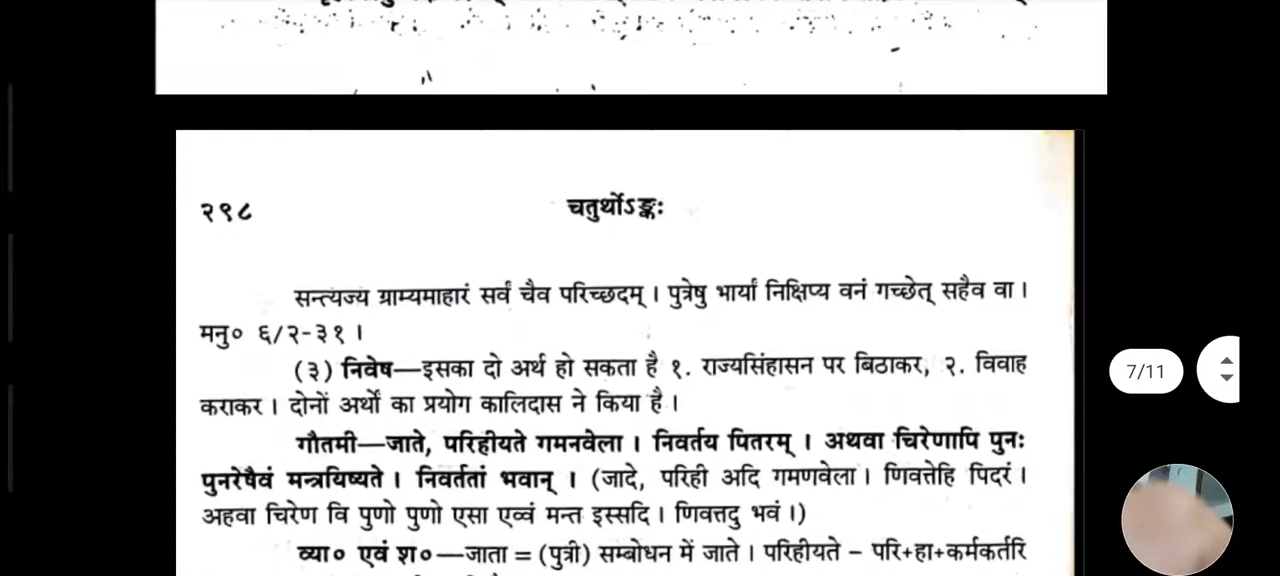 २९८
चतुर्थोऽङ्कः
सन्त्यज्य ग्राम्यमाहारं सर्वं चैव परिच्छदम् । पुत्रेषु भार्यां निक्षिप्य वनं गच्छेत् सहैव वा ।
मनु० ६/२-३१ ।
(३) निवेष—इसका दो अर्थ हो सकता है १. राज्यसिंहासन पर बिठाकर, २. विवाह
कराकर । दोनों अर्थों का प्रयोग कालिदास ने किया है ।
गौतमी—जाते, परिहीयते गमनवेला । निवर्तय पितरम् । अथवा चिरेणापि पुनः
पुनरेषैवं मन्त्रयिष्यते । निवर्ततां भवान् । (जादे, परिही अदि गमणवेला । णिवत्तेहि पिदरं ।
अहवा चिरेण वि पुणो पुणो एसा एव्वं मन्त इस्सदि । णिवत्तदु भवं ।)
व्या० एवं श०—जाता = (पुत्री) सम्बोधन में जाते । परिहीयते – परि+हा+कर्मकर्तरि
7/11